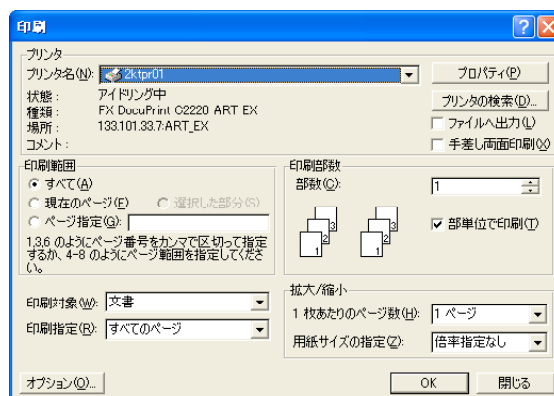 印刷
プリンタ
プリンタ名(N): 2ktpr01
プロパティ(P)
状態 : アイドリング中
種類 : FX DocuPrint C2220 ART EX
場所 : 133.101.33.7:ART_EX
コメント :
プリンタの検索(D)...
ファイルへ出力(L)
手差し両面印刷(X)
印刷範囲
すべて(A)
現在のページ(E) 選択した部分(S)
ページ指定(G):
1,3,6 のようにページ番号をカンマで区切って指定
するか、4-8 のようにページ範囲を指定してくださ
い。
印刷部数
部数(C): 1
部単位で印刷(T)
1 2 3 1 2 3
印刷対象(W): 文書
印刷指定(R): すべてのページ
拡大/縮小
1 枚あたりのページ数(H): 1 ページ
用紙サイズの指定(Z): 倍率指定なし
オプション(O)...
OK 閉じる